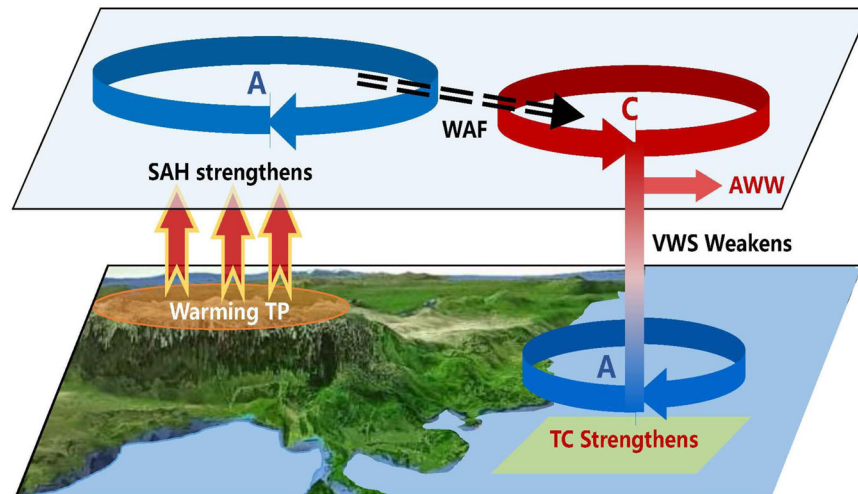 A
WAF
C
SAH strengthens
AWW
VWS Weakens
Warming TP
A
TC Strengthens